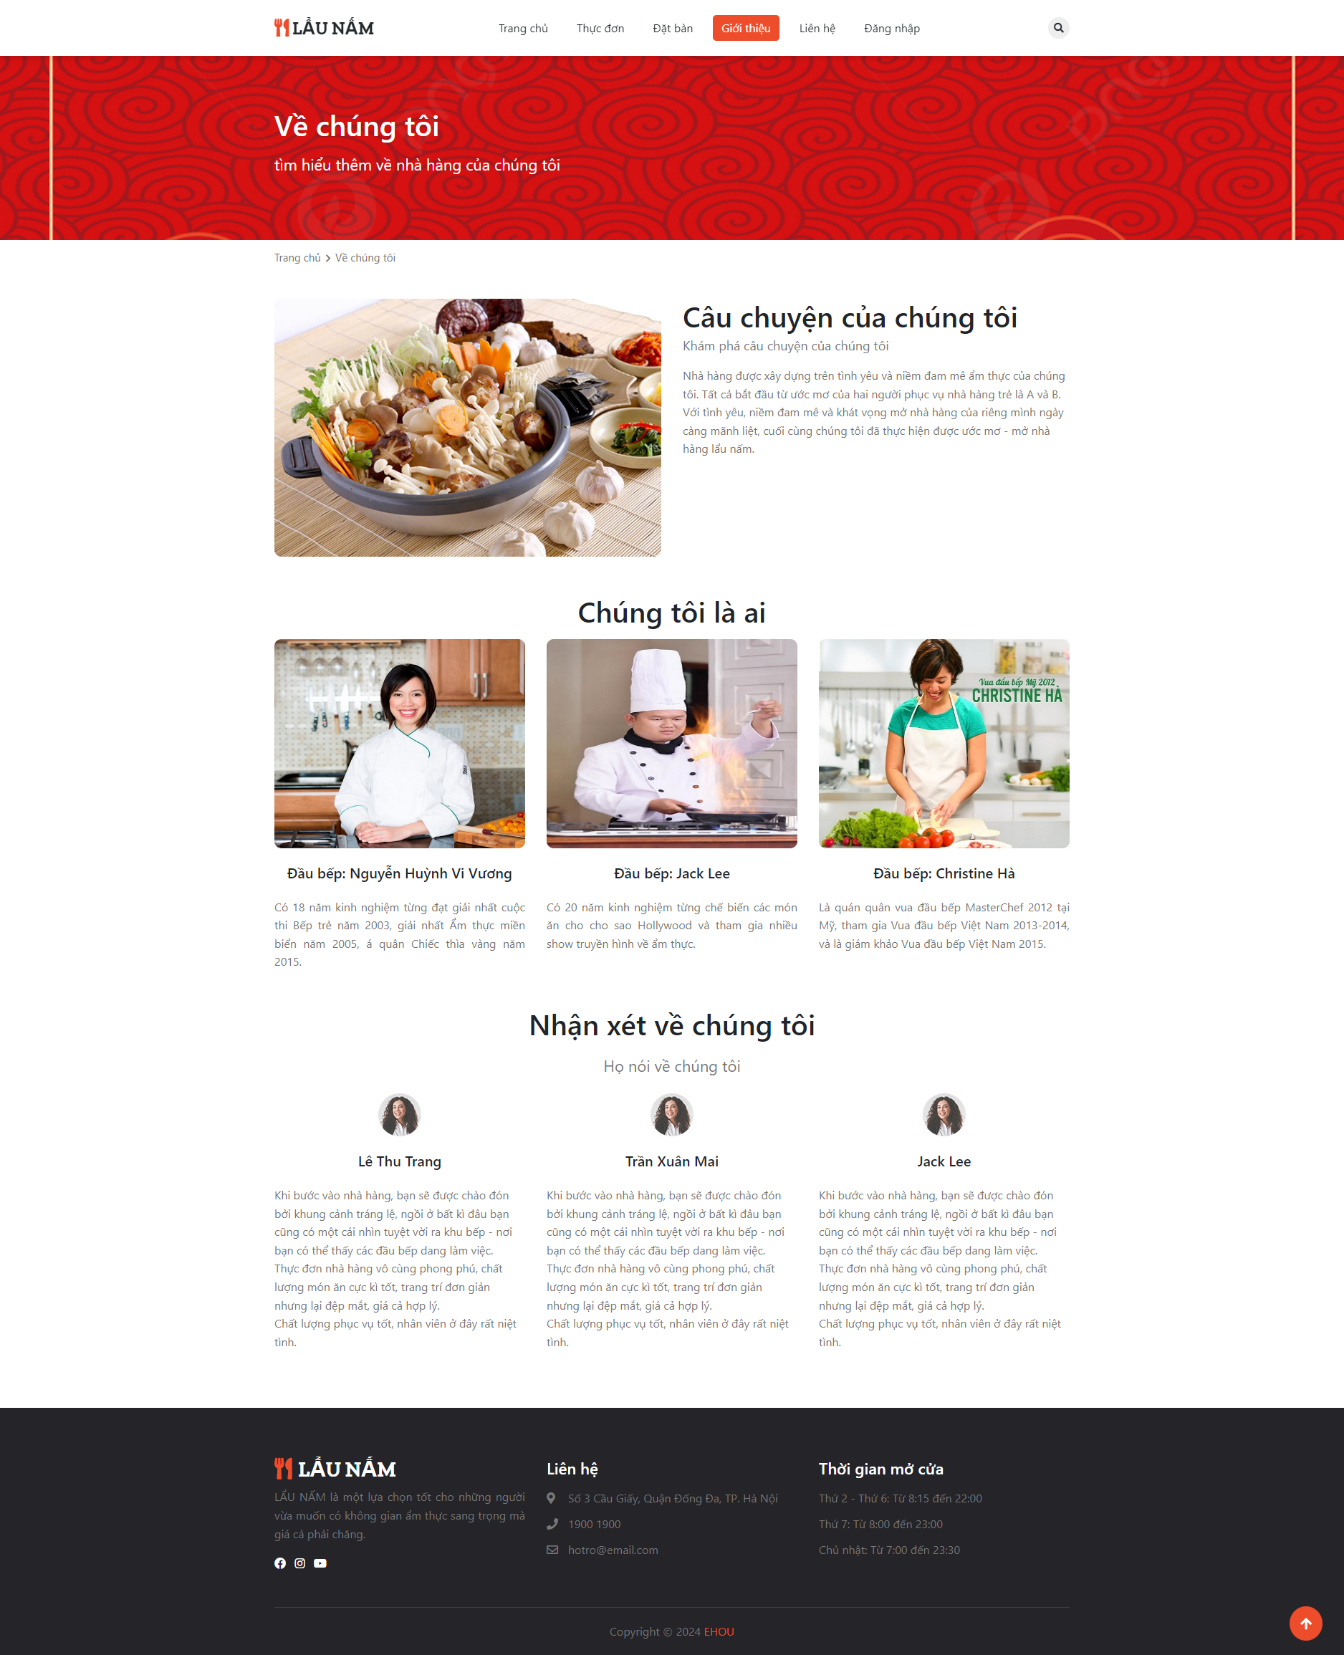 LẨU NẤM
Trang chủ
Thực đơn
Đặt bàn
Giới thiệu
Liên hệ
Đăng nhập
Về chúng tôi
tìm hiểu thêm về nhà hàng của chúng tôi
Trang chủ > Về chúng tôi
Câu chuyện của chúng tôi
Khám phá câu chuyện của chúng tôi
Nhà hàng được xây dựng trên tình yêu và niềm đam mê ẩm thực của chúng
tôi. Tất cả bắt đầu từ ước mơ của hai người phục vụ nhà hàng trẻ là A và B.
Với tình yêu, niềm đam mê và khát vọng mở nhà hàng của riêng mình ngày
càng mãnh liệt, cuối cùng chúng tôi đã thực hiện được ước mơ - mở nhà
hàng lẩu nấm.
Chúng tôi là ai
Vua đầu bếp Mỹ 2012
CHRISTINE HÀ
Đầu bếp: Nguyễn Huỳnh Vi Vương
Có 18 năm kinh nghiệm từng đạt giải nhất cuộc
thi Bếp trẻ năm 2003, giải nhất Ẩm thực miền
biển năm 2005, á quân Chiếc thìa vàng năm
2015.
Đầu bếp: Jack Lee
Có 20 năm kinh nghiệm từng chế biến các món
ăn cho cho sao Hollywood và tham gia nhiều
show truyền hình về ẩm thực.
Đầu bếp: Christine Hà
Là quán quân vua đầu bếp MasterChef 2012 tại
Mỹ, tham gia Vua đầu bếp Việt Nam 2013-2014,
và là giám khảo Vua đầu bếp Việt Nam 2015.
Nhận xét về chúng tôi
Họ nói về chúng tôi
Lê Thu Trang
Khi bước vào nhà hàng, bạn sẽ được chào đón
bởi khung cảnh tráng lệ, ngồi ở bất kì đâu bạn
cũng có một cái nhìn tuyệt vời ra khu bếp - nơi
bạn có thể thấy các đầu bếp đang làm việc.
Thực đơn nhà hàng vô cùng phong phú, chất
lượng món ăn cực kì tốt, trang trí đơn giản
nhưng lại đẹp mắt, giá cả hợp lý.
Chất lượng phục vụ tốt, nhân viên ở đây rất niệt
tình.
Trần Xuân Mai
Khi bước vào nhà hàng, bạn sẽ được chào đón
bởi khung cảnh tráng lệ, ngồi ở bất kì đâu bạn
cũng có một cái nhìn tuyệt vời ra khu bếp - nơi
bạn có thể thấy các đầu bếp đang làm việc.
Thực đơn nhà hàng vô cùng phong phú, chất
lượng món ăn cực kì tốt, trang trí đơn giản
nhưng lại đẹp mắt, giá cả hợp lý.
Chất lượng phục vụ tốt, nhân viên ở đây rất niệt
tình.
Jack Lee
Khi bước vào nhà hàng, bạn sẽ được chào đón
bởi khung cảnh tráng lệ, ngồi ở bất kì đâu bạn
cũng có một cái nhìn tuyệt vời ra khu bếp - nơi
bạn có thể thấy các đầu bếp đang làm việc.
Thực đơn nhà hàng vô cùng phong phú, chất
lượng món ăn cực kì tốt, trang trí đơn giản
nhưng lại đẹp mắt, giá cả hợp lý.
Chất lượng phục vụ tốt, nhân viên ở đây rất niệt
tình.
LẨU NẤM
LẨU NẤM là một lựa chọn tốt cho những người
vừa muốn có không gian ẩm thực sang trọng mà
giá cả phải chăng.
Liên hệ
Số 3 Cầu Giấy, Quận Đống Đa, TP. Hà Nội
1900 1900
hotro@email.com
Thời gian mở cửa
Thứ 2 - Thứ 6: Từ 8:15 đến 22:00
Thứ 7: Từ 8:00 đến 23:00
Chủ nhật: Từ 7:00 đến 23:30
Copyright © 2024 EHOU